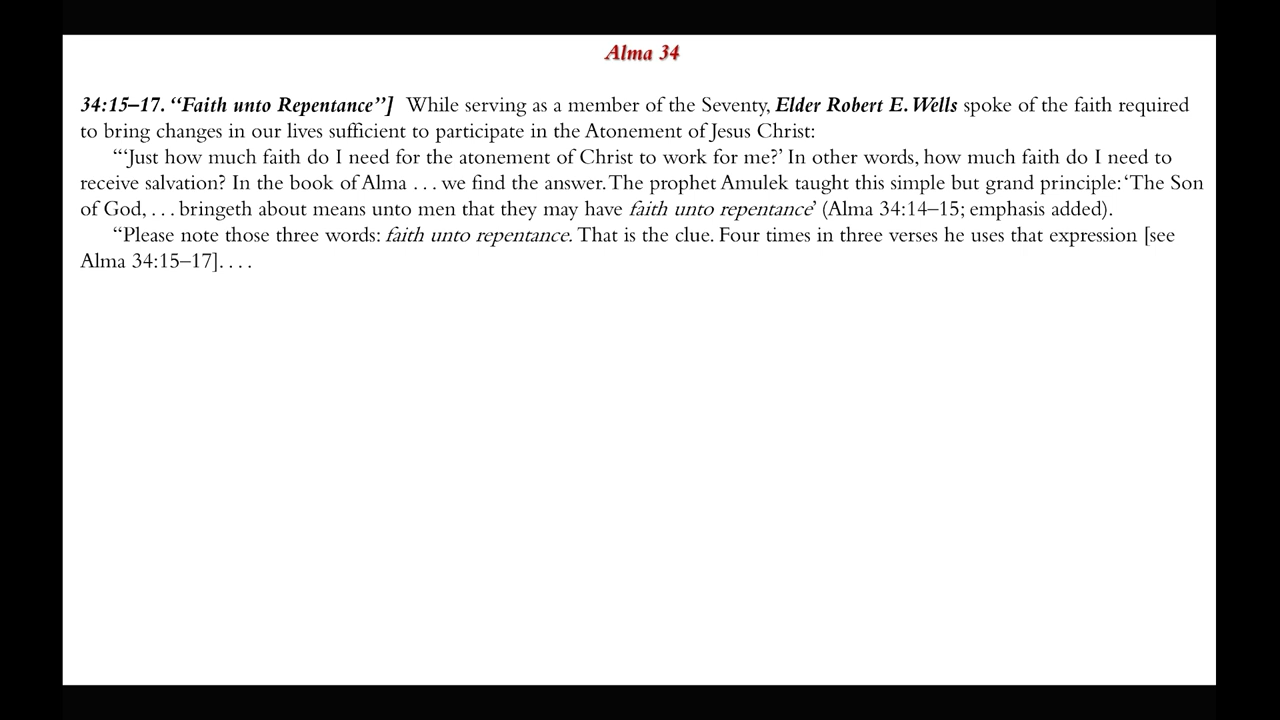 Alma 34
34:15–17. “Faith unto Repentance”] While serving as a member of the Seventy, Elder Robert E. Wells spoke of the faith required
to bring changes in our lives sufficient to participate in the Atonement of Jesus Christ:
“‘Just how much faith do I need for the atonement of Christ to work for me?’ In other words, how much faith do I need to
receive salvation? In the book of Alma . . . we find the answer. The prophet Amulek taught this simple but grand principle: ‘The Son
of God, . . . bringeth about means unto men that they may have faith unto repentance’ (Alma 34:14–15; emphasis added).
“Please note those three words: faith unto repentance. That is the clue. Four times in three verses he uses that expression [see
Alma 34:15–17]. . . .